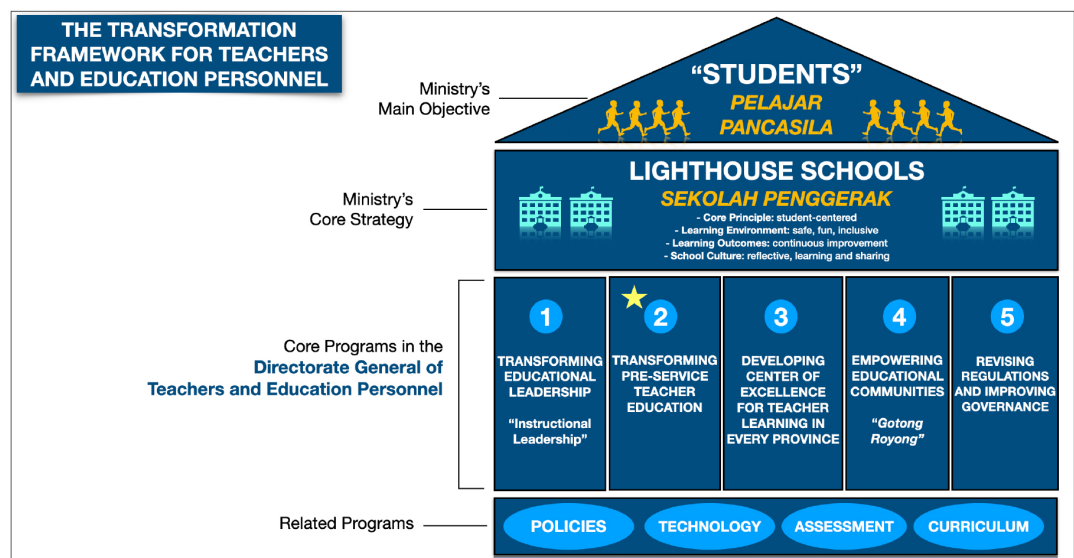 THE TRANSFORMATION
FRAMEWORK FOR TEACHERS
AND EDUCATION PERSONNEL
Ministry's
Main Objective
"STUDENTS"
PELAJAR
PANCASILA
Ministry's
Core Strategy
LIGHTHOUSE SCHOOLS
SEKOLAH PENGGERAK
- Core Principle: student-centered
- Learning Environment: safe, fun, inclusive
- Learning Outcomes: continuous improvement
- School Culture: reflective, learning and sharing
Core Programs in the
Directorate General of
Teachers and Education Personnel
1
TRANSFORMING
EDUCATIONAL
LEADERSHIP
"Instructional
Leadership"
2
TRANSFORMING
PRE-SERVICE
TEACHER
EDUCATION
3
DEVELOPING
CENTER OF
EXCELLENCE
FOR TEACHER
LEARNING IN
EVERY PROVINCE
4
EMPOWERING
EDUCATIONAL
COMMUNITIES
"Gotong
Royong"
5
REVISING
REGULATIONS
AND IMPROVING
GOVERNANCE
Related Programs
POLICIES
TECHNOLOGY
ASSESSMENT
CURRICULUM